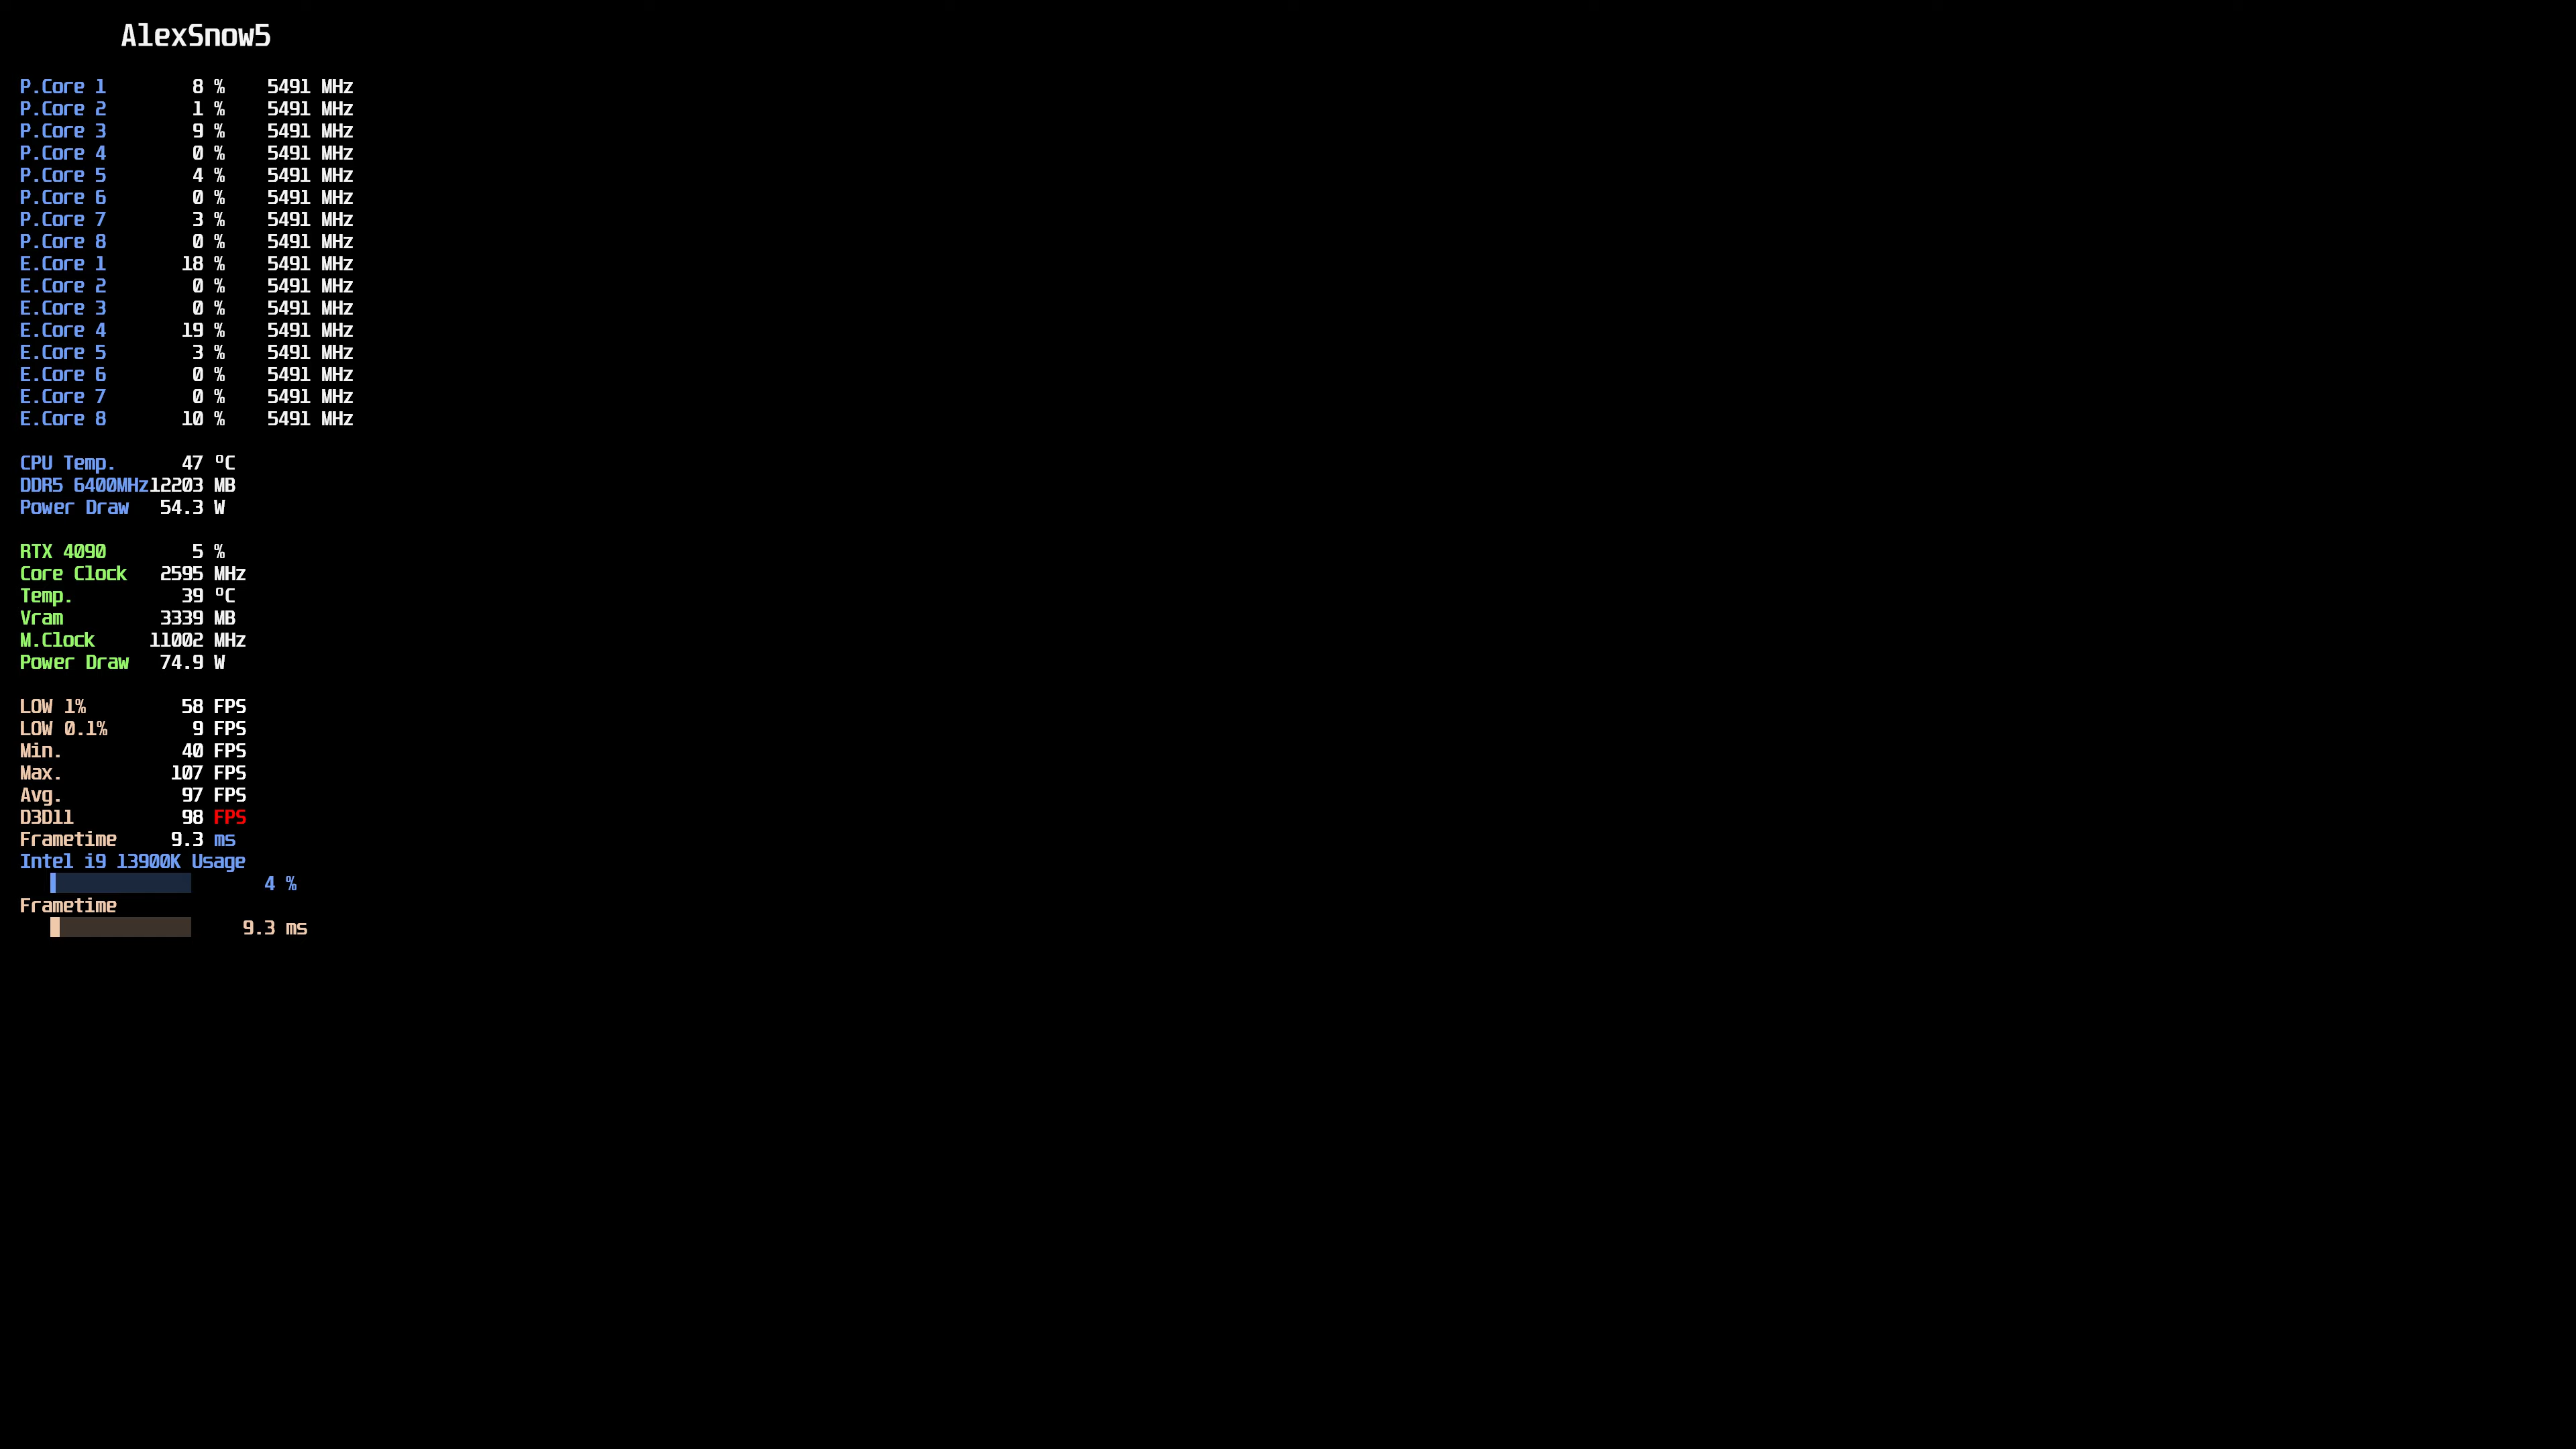 AlexSnow5
P.Core 1 8 % 5491 MHz
P.Core 2 1 % 5491 MHz
P.Core 3 9 % 5491 MHz
P.Core 4 0 % 5491 MHz
P.Core 5 4 % 5491 MHz
P.Core 6 0 % 5491 MHz
P.Core 7 3 % 5491 MHz
P.Core 8 0 % 5491 MHz
E.Core 1 18 % 5491 MHz
E.Core 2 0 % 5491 MHz
E.Core 3 0 % 5491 MHz
E.Core 4 19 % 5491 MHz
E.Core 5 3 % 5491 MHz
E.Core 6 0 % 5491 MHz
E.Core 7 0 % 5491 MHz
E.Core 8 10 % 5491 MHz
CPU Temp. 47 °C
DDR5 6400MHz 12203 MB
Power Draw 54.3 W
RTX 4090 5 %
Core Clock 2595 MHz
Temp. 39 °C
Vram 3339 MB
M.Clock 11002 MHz
Power Draw 74.9 W
LOW 1% 58 FPS
LOW 0.1% 9 FPS
Min. 40 FPS
Max. 107 FPS
Avg. 97 FPS
D3D11 98 FPS
Frametime 9.3 ms
Intel i9 13900K Usage
4 %
Frametime
9.3 ms